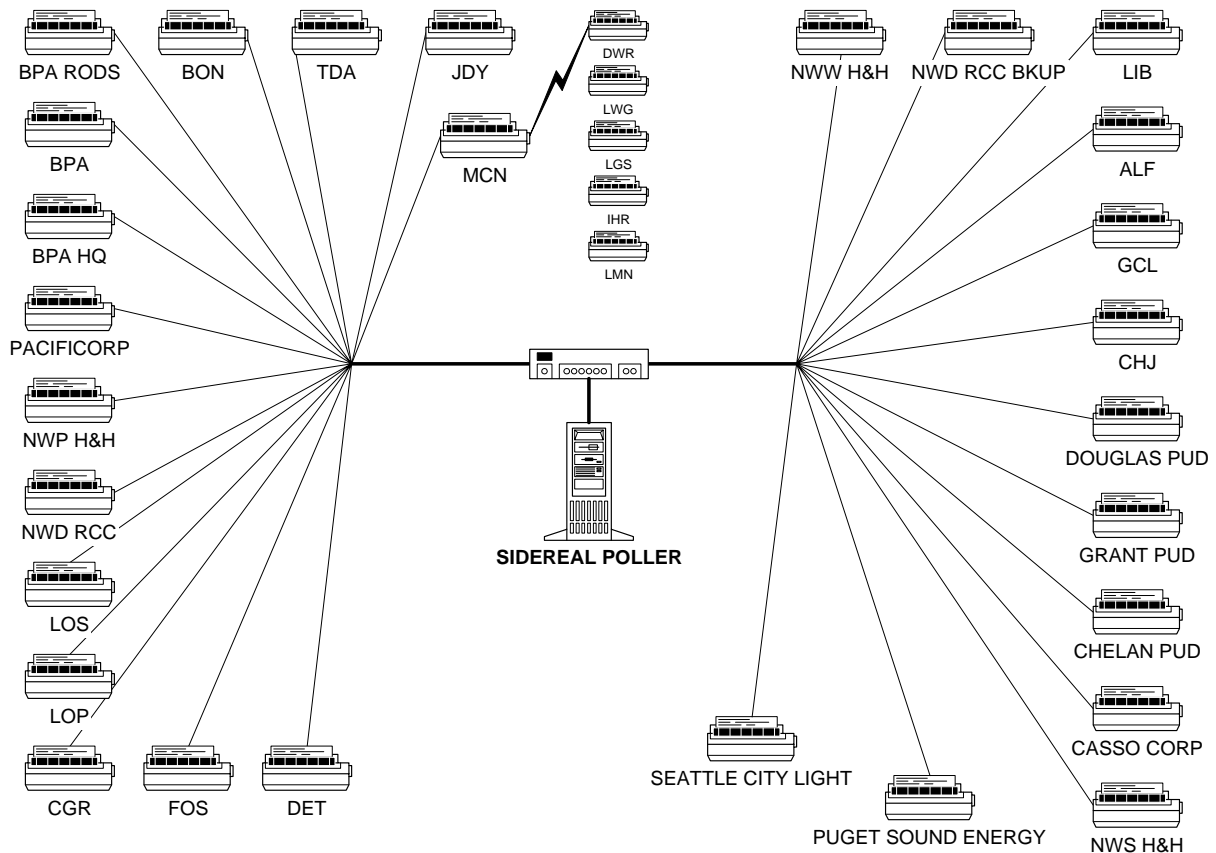 BPA RODS
BON
TDA
JDY
DWR
NWW H&H
NWD RCC BKUP
LIB
LWG
BPA
MCN
LGS
ALF
IHR
BPA HQ
LMN
GCL
PACIFICORP
CHJ
NWP H&H
DOUGLAS PUD
NWD RCC
SIDEREAL POLLER
GRANT PUD
LOS
CHELAN PUD
LOP
CASSO CORP
SEATTLE CITY LIGHT
CGR
FOS
DET
PUGET SOUND ENERGY
NWS H&H